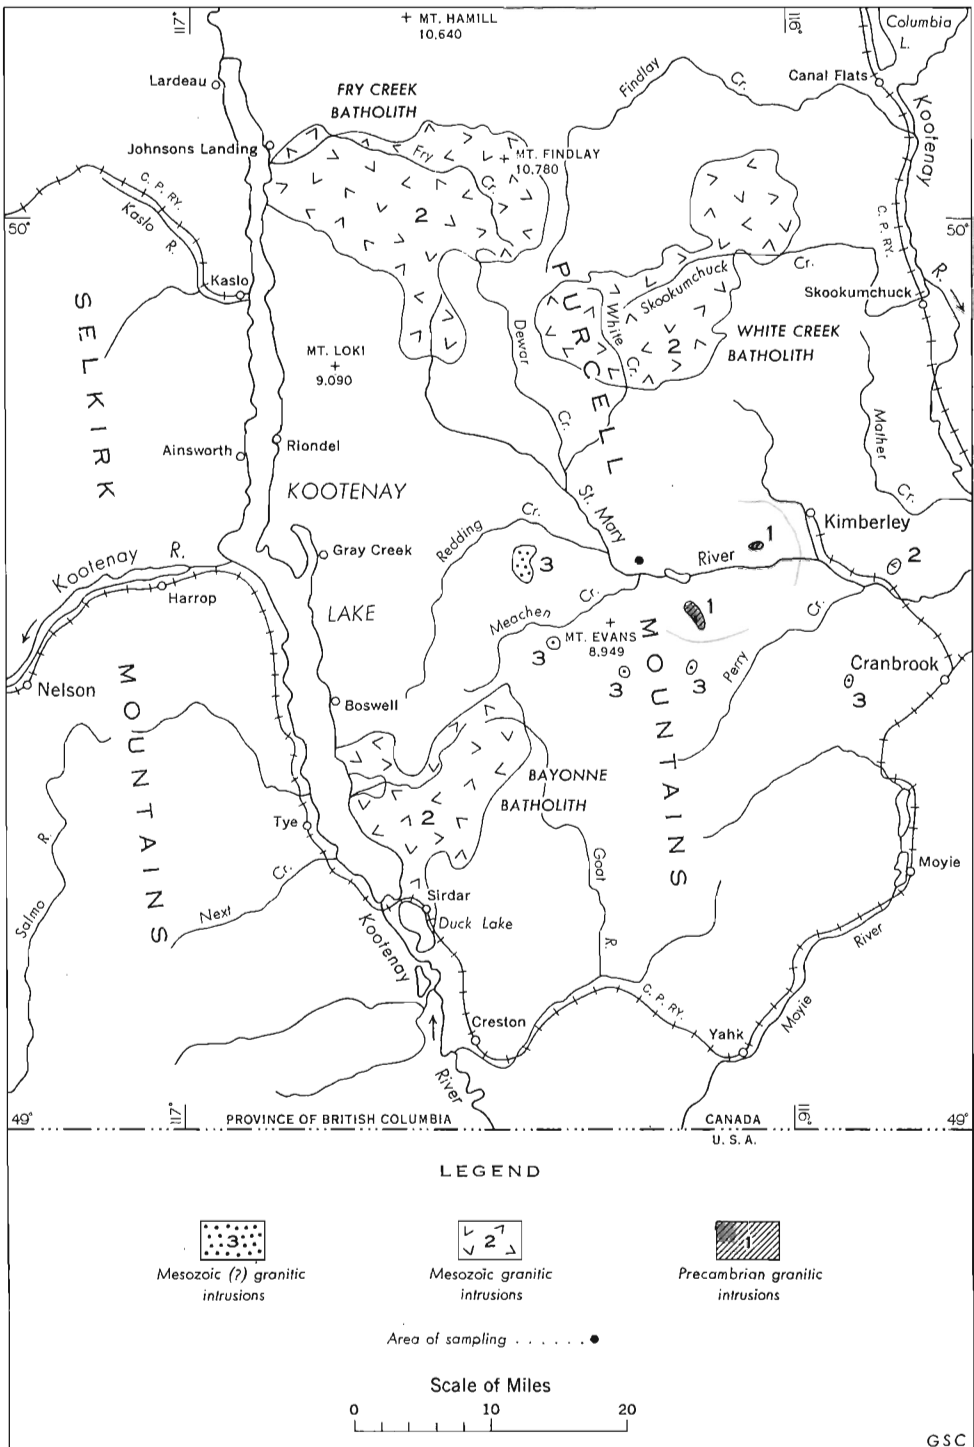 117°
+ MT. HAMILL
10,640
116°
Columbia
L.
Lardeau
FRY CREEK
BATHOLITH
Findlay
Cr.
Canal Flats
Kootenay
Johnsons Landing
Fry
Cr.
+ MT. FINDLAY
10,780
C. P. RY.
Kaslo
R.
2
C. P. RY.
50°
50°
Kaslo
PURCELL
Skookumchuck
Cr.
R.
Skookumchuck
SELKIRK
White
Cr.
2
WHITE CREEK
BATHOLITH
Dewar
Cr.
MT. LOKI
+
9,090
Mather
Cr.
Ainsworth
Riondel
KOOTENAY
St. Mary
River
Kimberley
Redding
Cr.
1
2
Kootenay R.
Gray Creek
3
Harrop
LAKE
Meachen
Cr.
1
Cr.
+
MT. EVANS
8,949
MOUNTAINS
3
3
3
Perry
Cranbrook
3
Nelson
MOUNTAINS
Boswell
BAYONNE
BATHOLITH
2
Tye
Salmo
R.
Next
Cr.
Goat
R.
Moyie
Sirdar
Duck Lake
Kootenay
River
River
Moyie
C. P. RY.
Creston
Yahk
49°
117°
PROVINCE OF BRITISH COLUMBIA
CANADA
116°
49°
U. S. A.
LEGEND
3
2
1
Mesozoic (?) granitic
intrusions
Mesozoic granitic
intrusions
Precambrian granitic
intrusions
Area of sampling . . . . . .
Scale of Miles
0 10 20
GSC